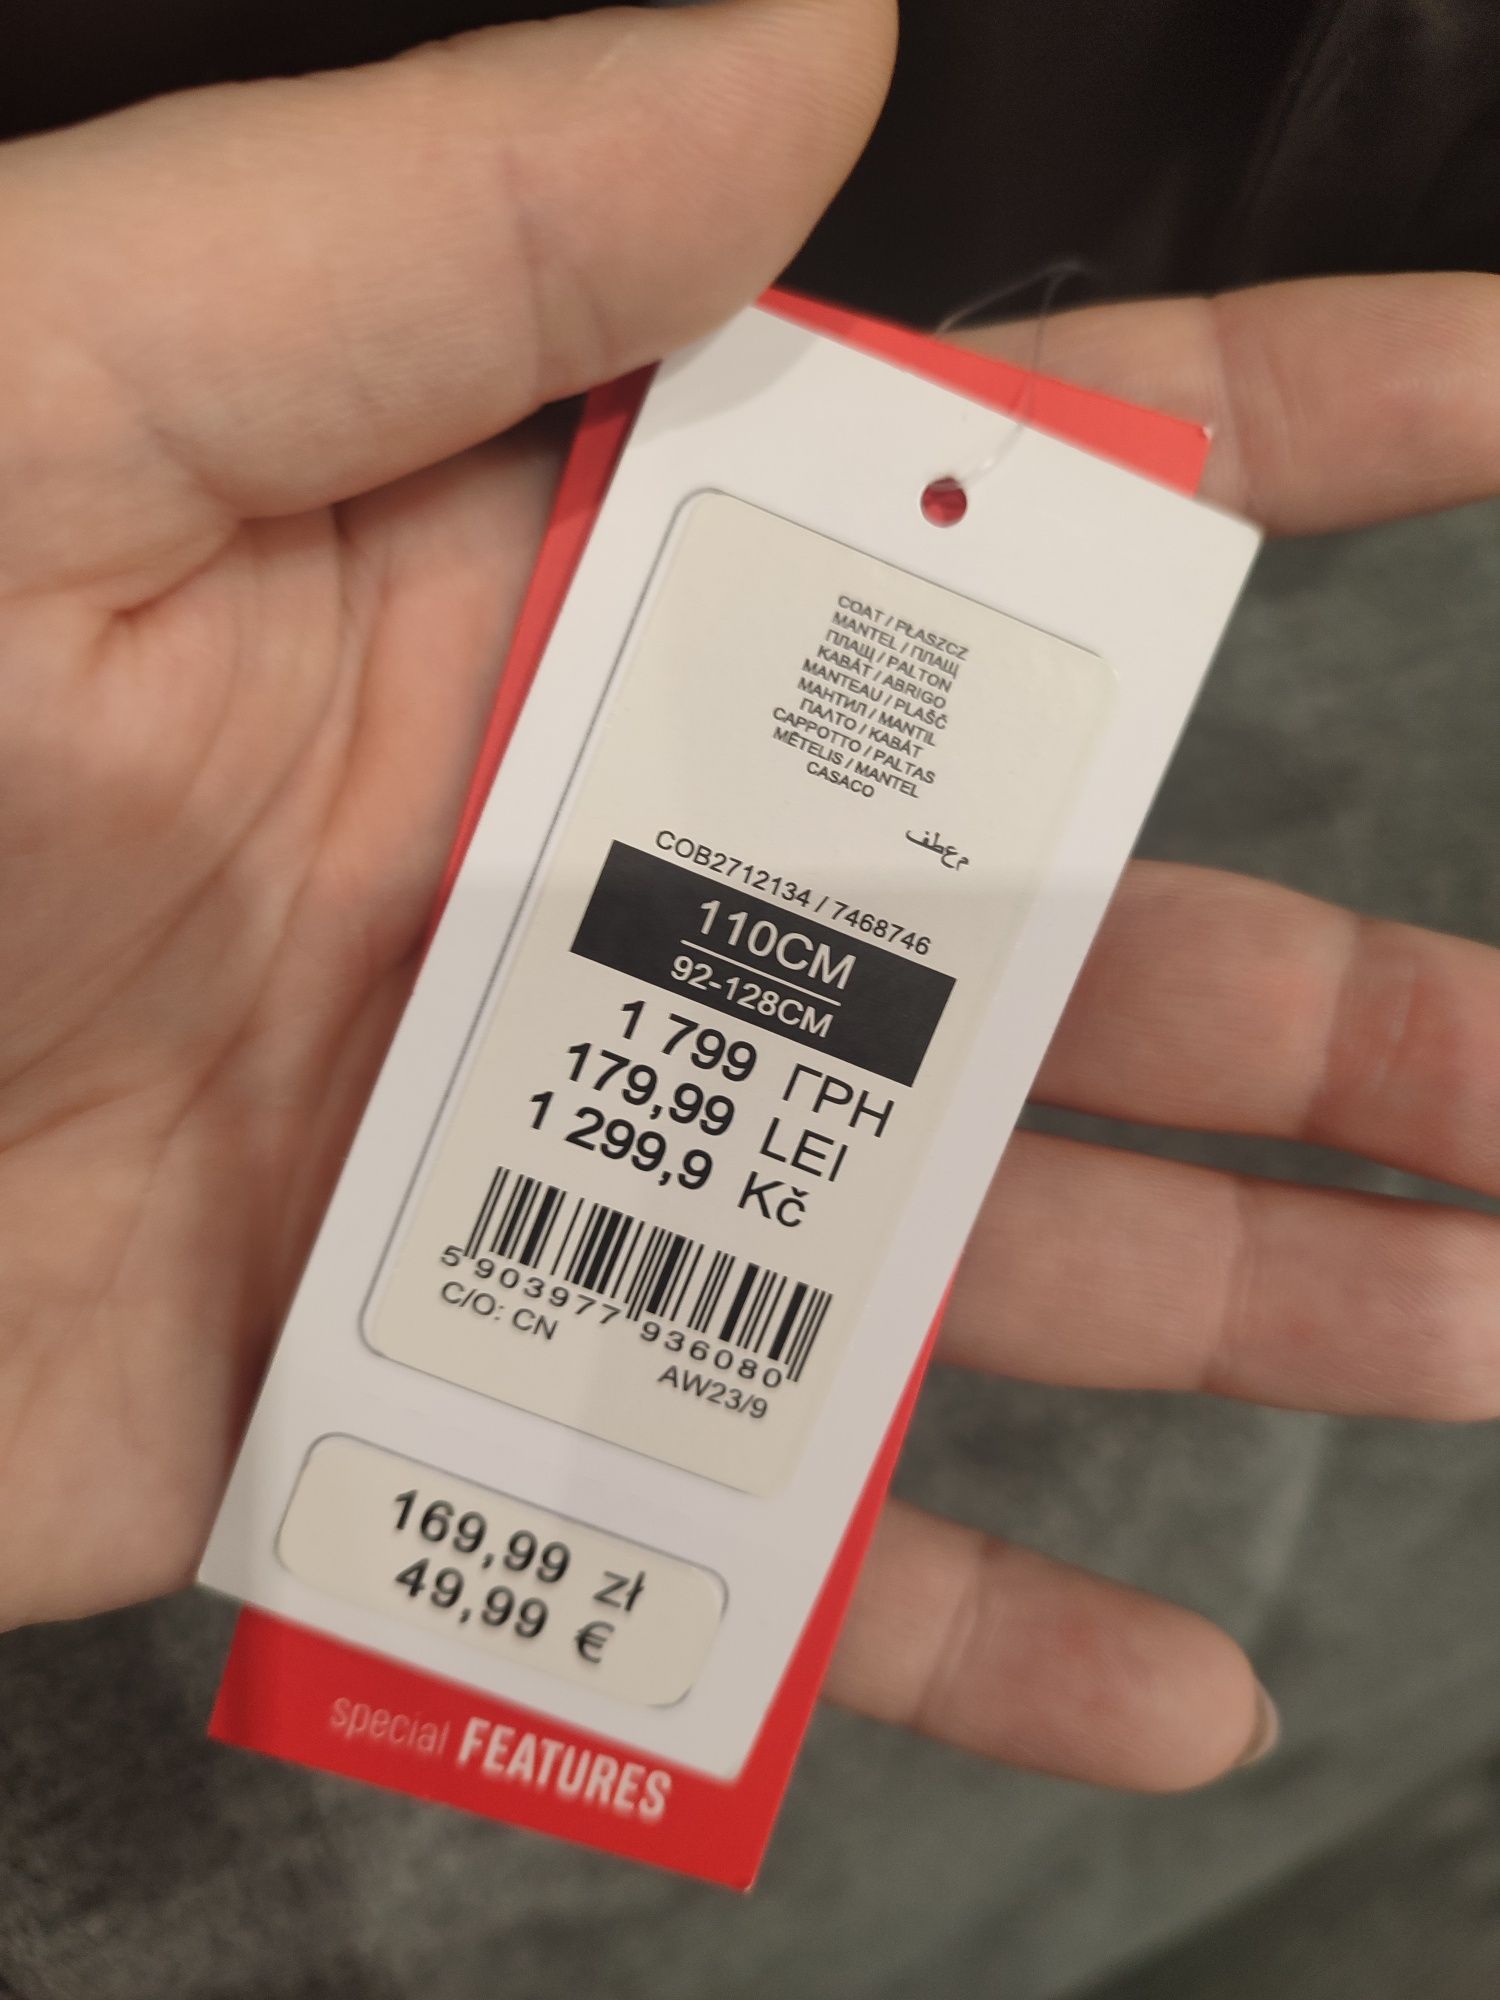 COAT / PŁASZCZ
MANTEL / ПЛАЩ
ПЛАЩ / PALTON
KABÁT / ABRIGO
MANTEAU / PLAŠČ
МАНТИЛ / MANTIL
ΠΑΛΤΟ / KABÁT
CAPPOTTO / PALTAS
MĒTELIS / MANTEL
CASACO
معطف
COB2712134 / 7468746
110CM
92-128CM
1 799 ГРН
179,99 LEI
1 299,9 Kč
5 903977 936080
C/O: CN
AW23/9
169,99 zł
49,99 €
special FEATURES